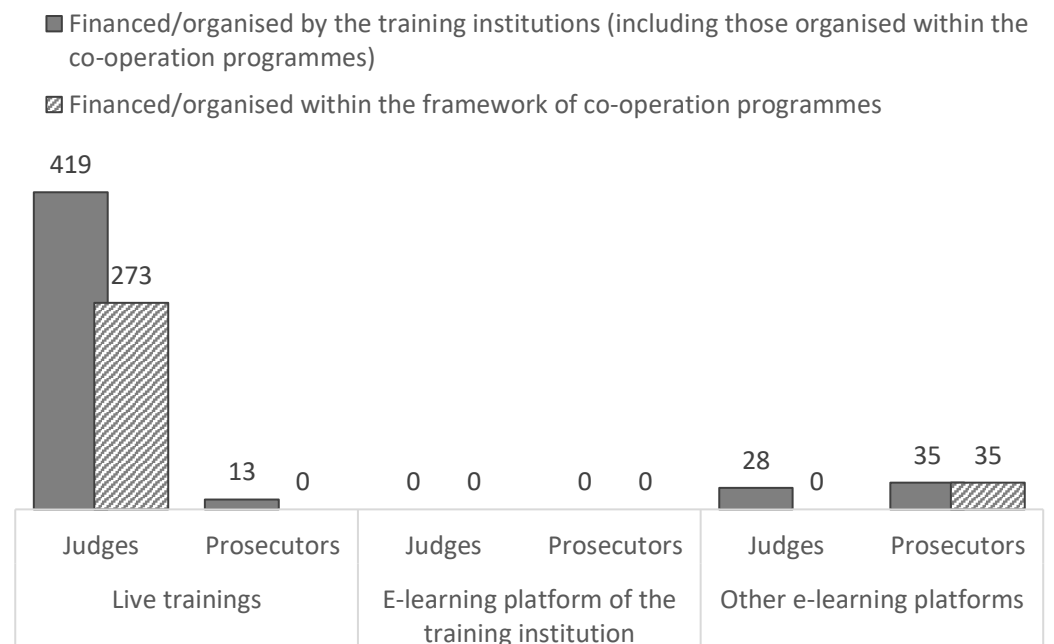 Financed/organised by the training institutions (including those organised within the
co-operation programmes)
Financed/organised within the framework of co-operation programmes
419
273
13
0
0
0
0
0
28
0
35
35
Judges
Prosecutors
Judges
Prosecutors
Judges
Prosecutors
Live trainings
E-learning platform of the
training institution
Other e-learning platforms